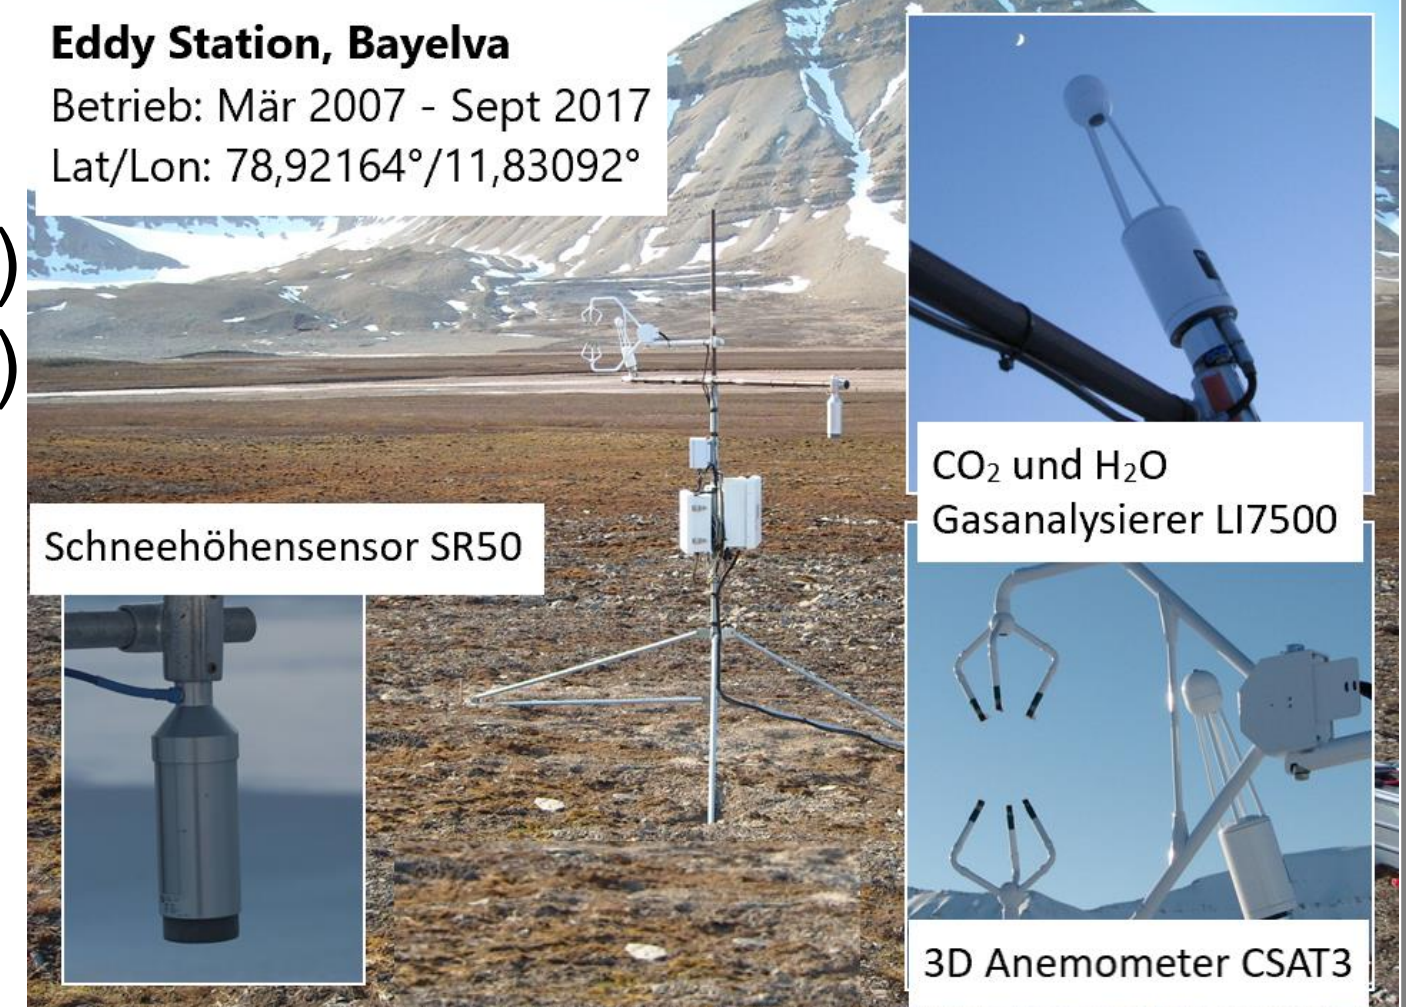 Eddy Station, Bayelva
Betrieb: Mär 2007 - Sept 2017
Lat/Lon: 78,92164°/11,83092°
)
)
CO₂ und H₂O
Gasanalysierer LI7500
Schneehöhensensor SR50
3D Anemometer CSAT3